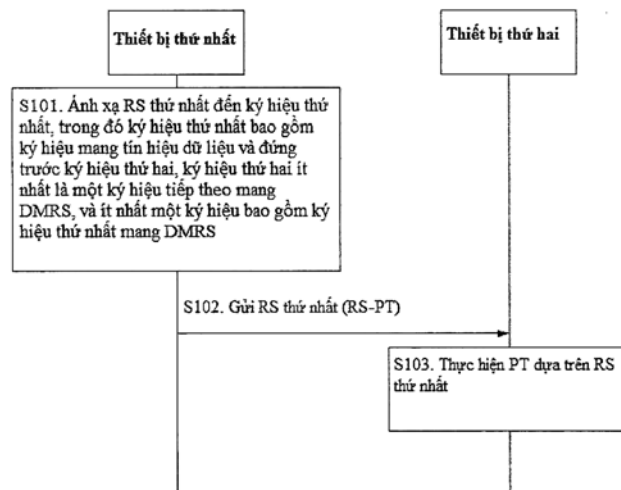 Thiết bị thứ nhất
Thiết bị thứ hai
S101. Ánh xạ RS thứ nhất đến ký hiệu thứ
nhất, trong đó ký hiệu thứ nhất bao gồm
ký hiệu mang tín hiệu dữ liệu và đứng
trước ký hiệu thứ hai, ký hiệu thứ hai ít
nhất là một ký hiệu tiếp theo mang
DMRS, và ít nhất một ký hiệu bao gồm ký
hiệu thứ nhất mang DMRS
S102. Gửi RS thứ nhất (RS-PT)
S103. Thực hiện PT dựa trên RS
thứ nhất